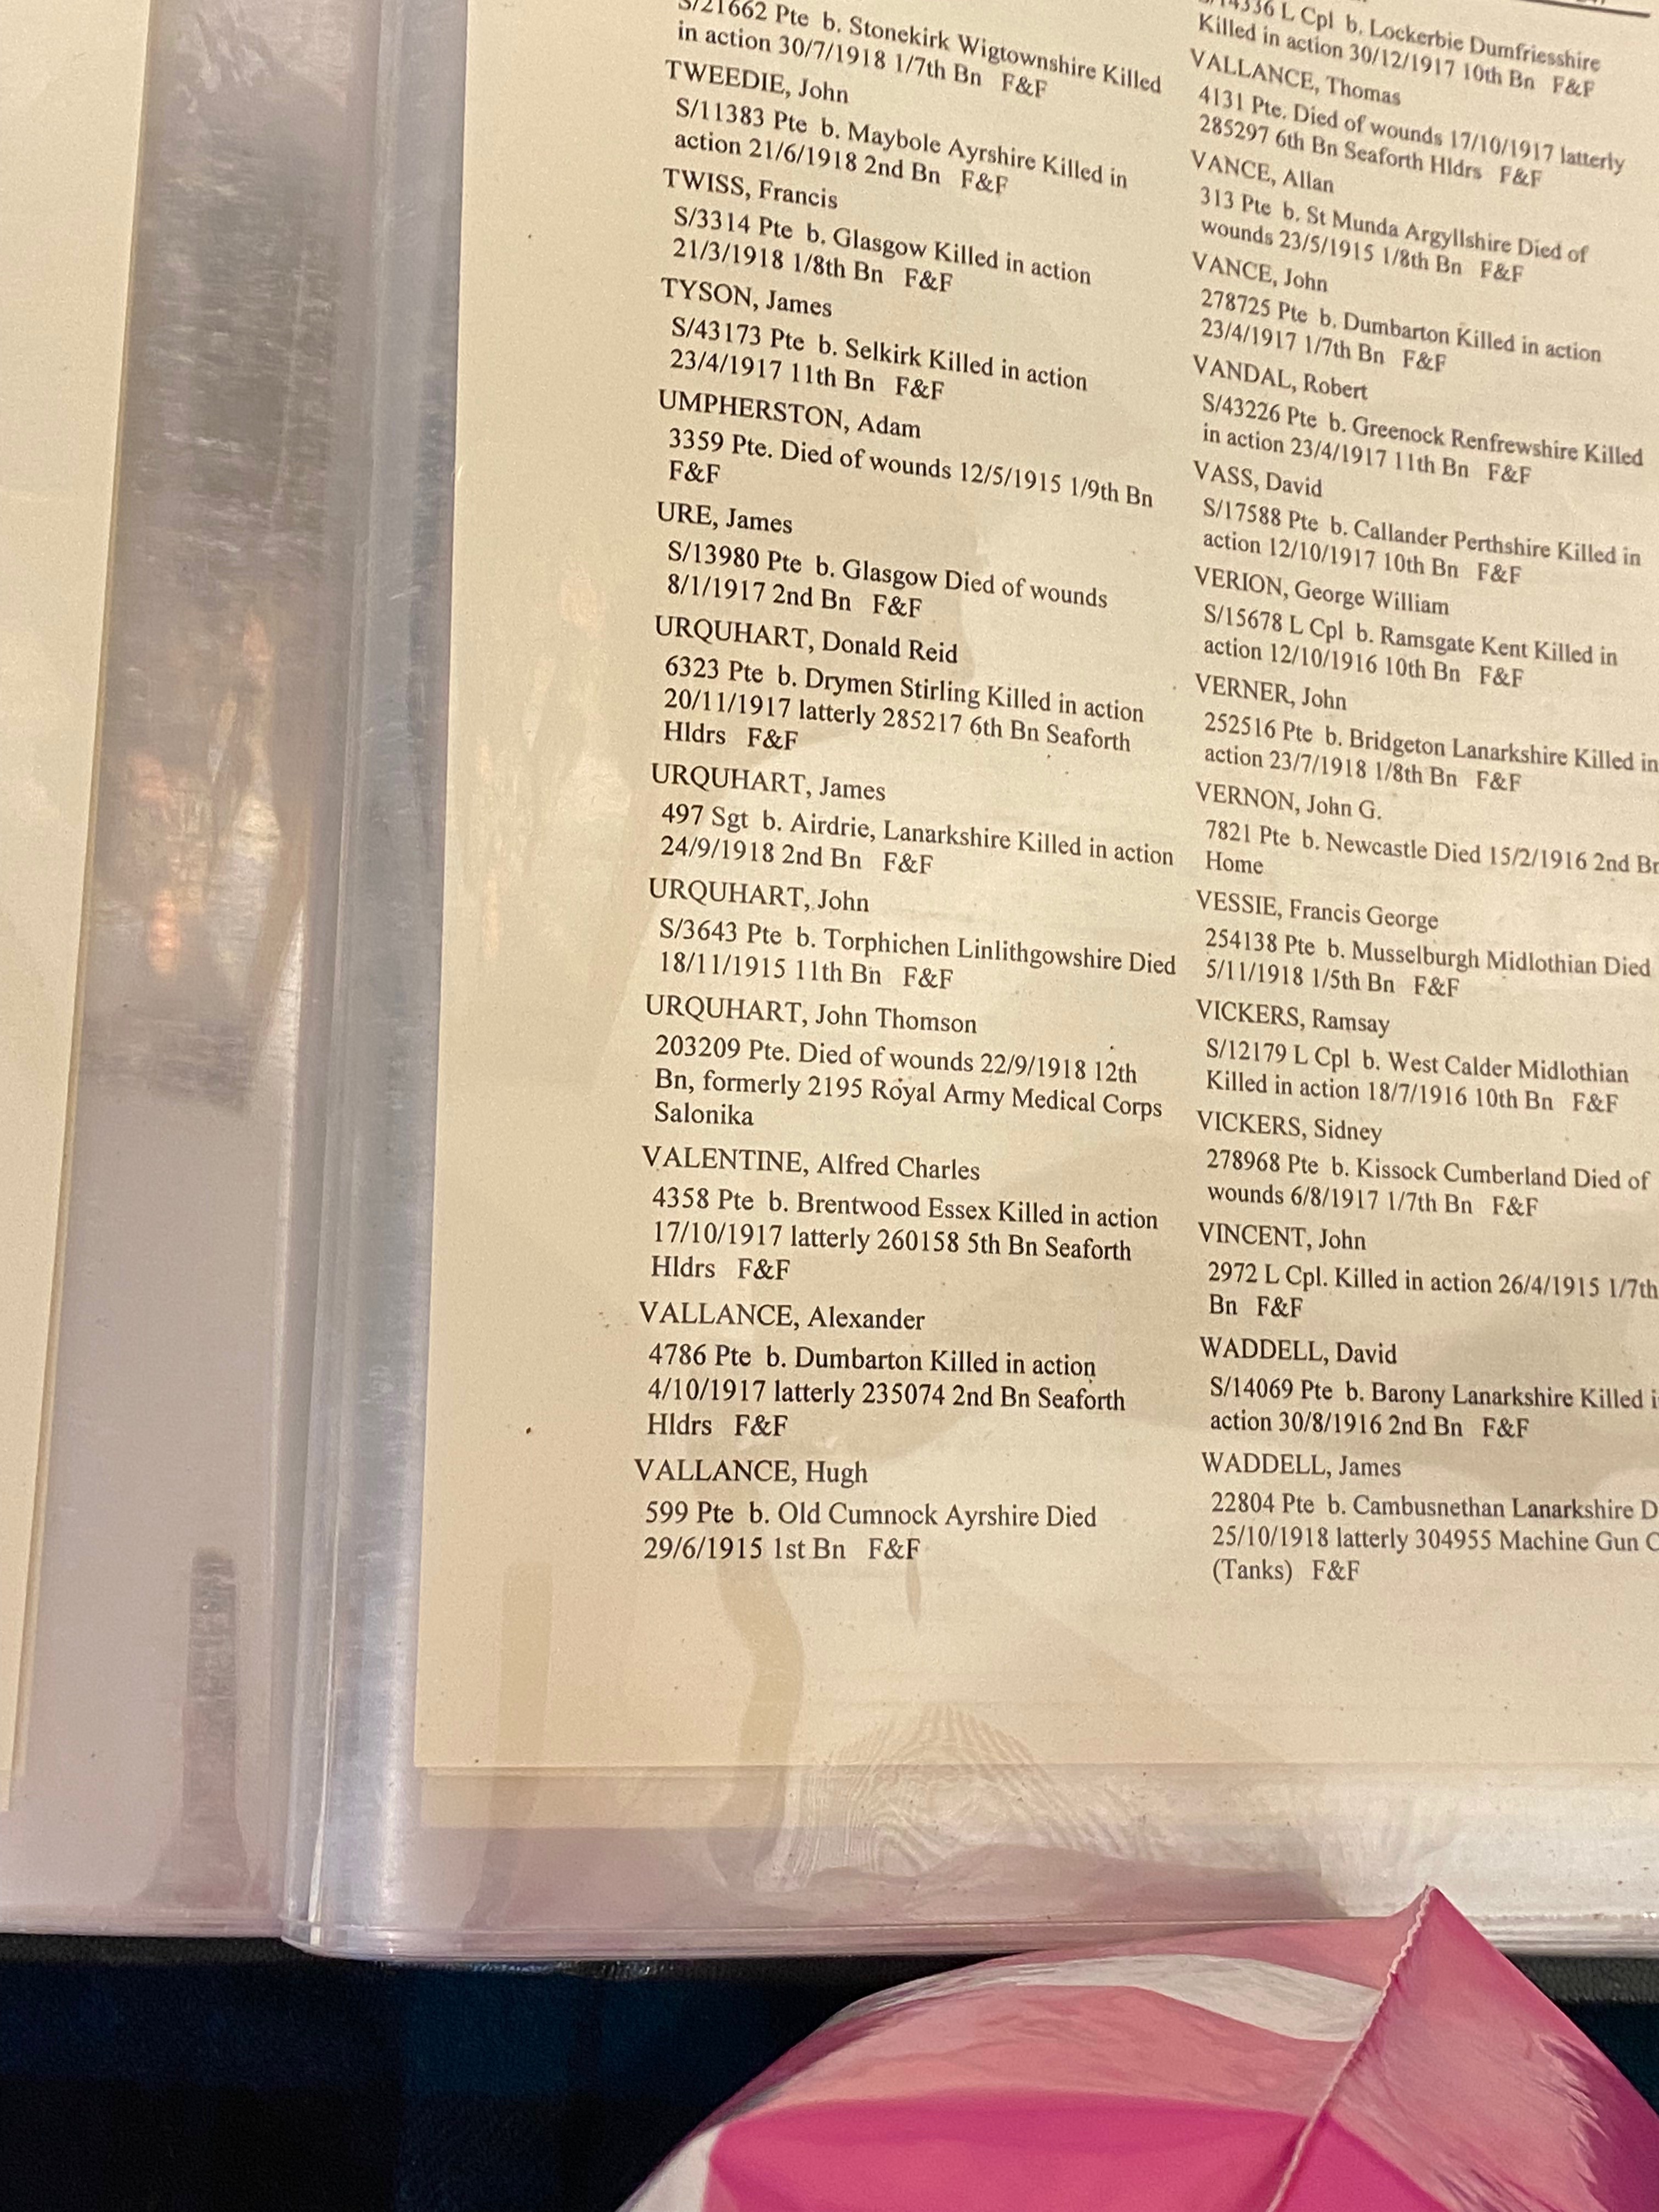 S/21662 Pte b. Stonekirk Wigtownshire Killed
in action 30/7/1918 1/7th Bn F&F
TWEEDIE, John
S/11383 Pte b. Maybole Ayrshire Killed in
action 21/6/1918 2nd Bn F&F
TWISS, Francis
S/3314 Pte b. Glasgow Killed in action
21/3/1918 1/8th Bn F&F
TYSON, James
S/43173 Pte b. Selkirk Killed in action
23/4/1917 11th Bn F&F
UMPHERSTON, Adam
3359 Pte. Died of wounds 12/5/1915 1/9th Bn
F&F
URE, James
S/13980 Pte b. Glasgow Died of wounds
8/1/1917 2nd Bn F&F
URQUHART, Donald Reid
6323 Pte b. Drymen Stirling Killed in action
20/11/1917 latterly 285217 6th Bn Seaforth
Hldrs F&F
URQUHART, James
497 Sgt b. Airdrie, Lanarkshire Killed in action
24/9/1918 2nd Bn F&F
URQUHART, John
S/3643 Pte b. Torphichen Linlithgowshire Died
18/11/1915 11th Bn F&F
URQUHART, John Thomson
203209 Pte. Died of wounds 22/9/1918 12th
Bn, formerly 2195 Royal Army Medical Corps
Salonika
VALENTINE, Alfred Charles
4358 Pte b. Brentwood Essex Killed in action
17/10/1917 latterly 260158 5th Bn Seaforth
Hldrs F&F
VALLANCE, Alexander
4786 Pte b. Dumbarton Killed in action
4/10/1917 latterly 235074 2nd Bn Seaforth
Hldrs F&F
VALLANCE, Hugh
599 Pte b. Old Cumnock Ayrshire Died
29/6/1915 1st Bn F&F
L Cpl b. Lockerbie Dumfriesshire
Killed in action 30/12/1917 10th Bn F&F
VALLANCE, Thomas
4131 Pte. Died of wounds 17/10/1917 latterly
285297 6th Bn Seaforth Hldrs F&F
VANCE, Allan
313 Pte b. St Munda Argyllshire Died of
wounds 23/5/1915 1/8th Bn F&F
VANCE, John
278725 Pte b. Dumbarton Killed in action
23/4/1917 1/7th Bn F&F
VANDAL, Robert
S/43226 Pte b. Greenock Renfrewshire Killed
in action 23/4/1917 11th Bn F&F
VASS, David
S/17588 Pte b. Callander Perthshire Killed in
action 12/10/1917 10th Bn F&F
VERION, George William
S/15678 L Cpl b. Ramsgate Kent Killed in
action 12/10/1916 10th Bn F&F
VERNER, John
252516 Pte b. Bridgeton Lanarkshire Killed in
action 23/7/1918 1/8th Bn F&F
VERNON, John G.
7821 Pte b. Newcastle Died 15/2/1916 2nd
Home
VESSIE, Francis George
254138 Pte b. Musselburgh Midlothian Died
5/11/1918 1/5th Bn F&F
VICKERS, Ramsay
S/12179 L Cpl b. West Calder Midlothian
Killed in action 18/7/1916 10th Bn F&F
VICKERS, Sidney
278968 Pte b. Kissock Cumberland Died of
wounds 6/8/1917 1/7th Bn F&F
VINCENT, John
2972 L Cpl. Killed in action 26/4/1915 1/7th
Bn F&F
WADDELL, David
S/14069 Pte b. Barony Lanarkshire Killed
action 30/8/1916 2nd Bn F&F
WADDELL, James
22804 Pte b. Cambusnethan Lanarkshire
25/10/1918 latterly 304955 Machine Gun
(Tanks) F&F